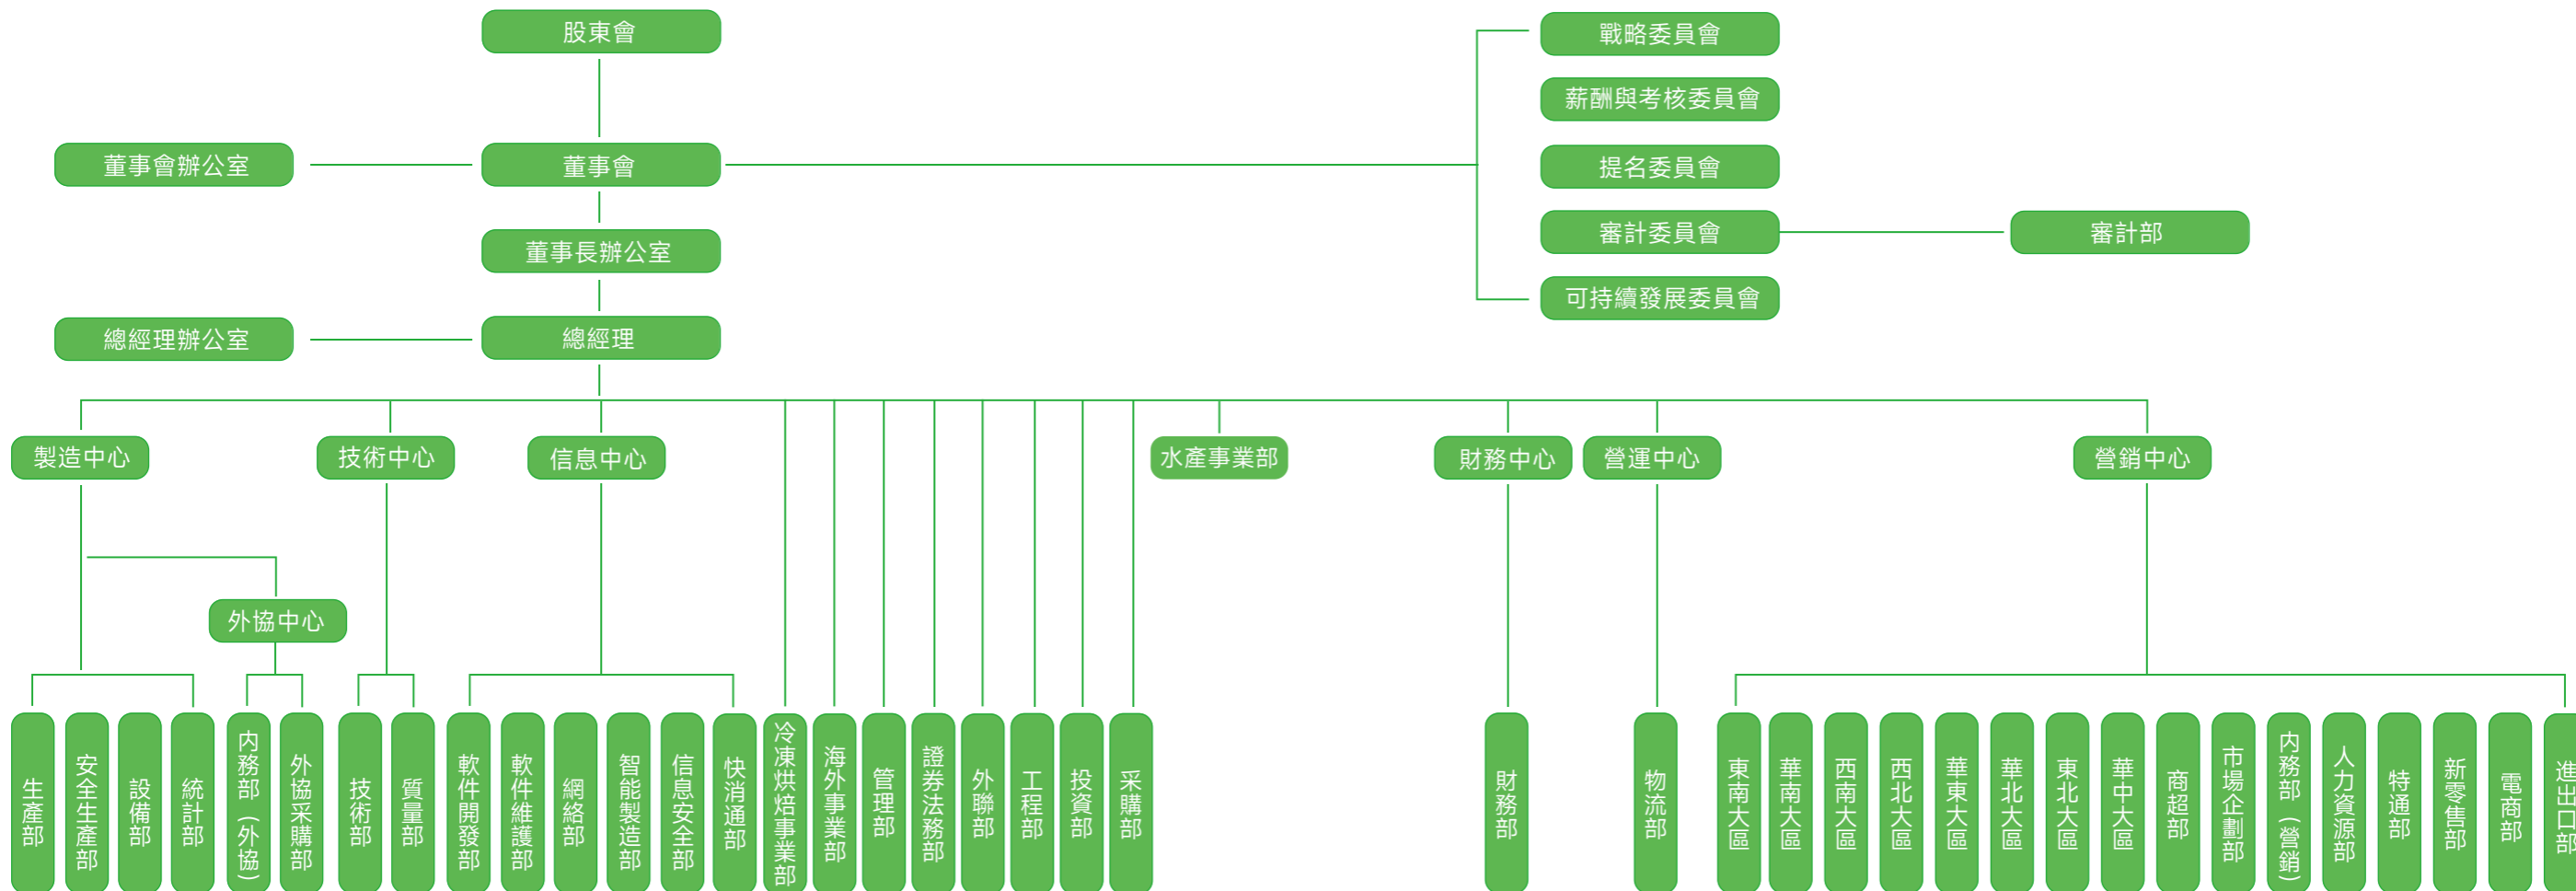 股東會
戰略委員會
薪酬與考核委員會
董事會辦公室
董事會
提名委員會
董事長辦公室
審計委員會
審計部
可持續發展委員會
總經理辦公室
總經理
製造中心
技術中心
信息中心
水產事業部
財務中心
營運中心
營銷中心
外協中心
生產部
安全生產部
設備部
統計部
内務部（外協）
外協采購部
技術部
質量部
軟件開發部
軟件維護部
網絡部
智能製造部
信息安全部
快消通部
冷凍烘焙事業部
海外事業部
管理部
證券法務部
外聯部
工程部
投資部
采購部
財務部
物流部
東南大區
華南大區
西南大區
西北大區
華東大區
華北大區
東北大區
華中大區
商超部
市場企劃部
内務部（營銷）
人力資源部
特通部
新零售部
電商部
進出口部